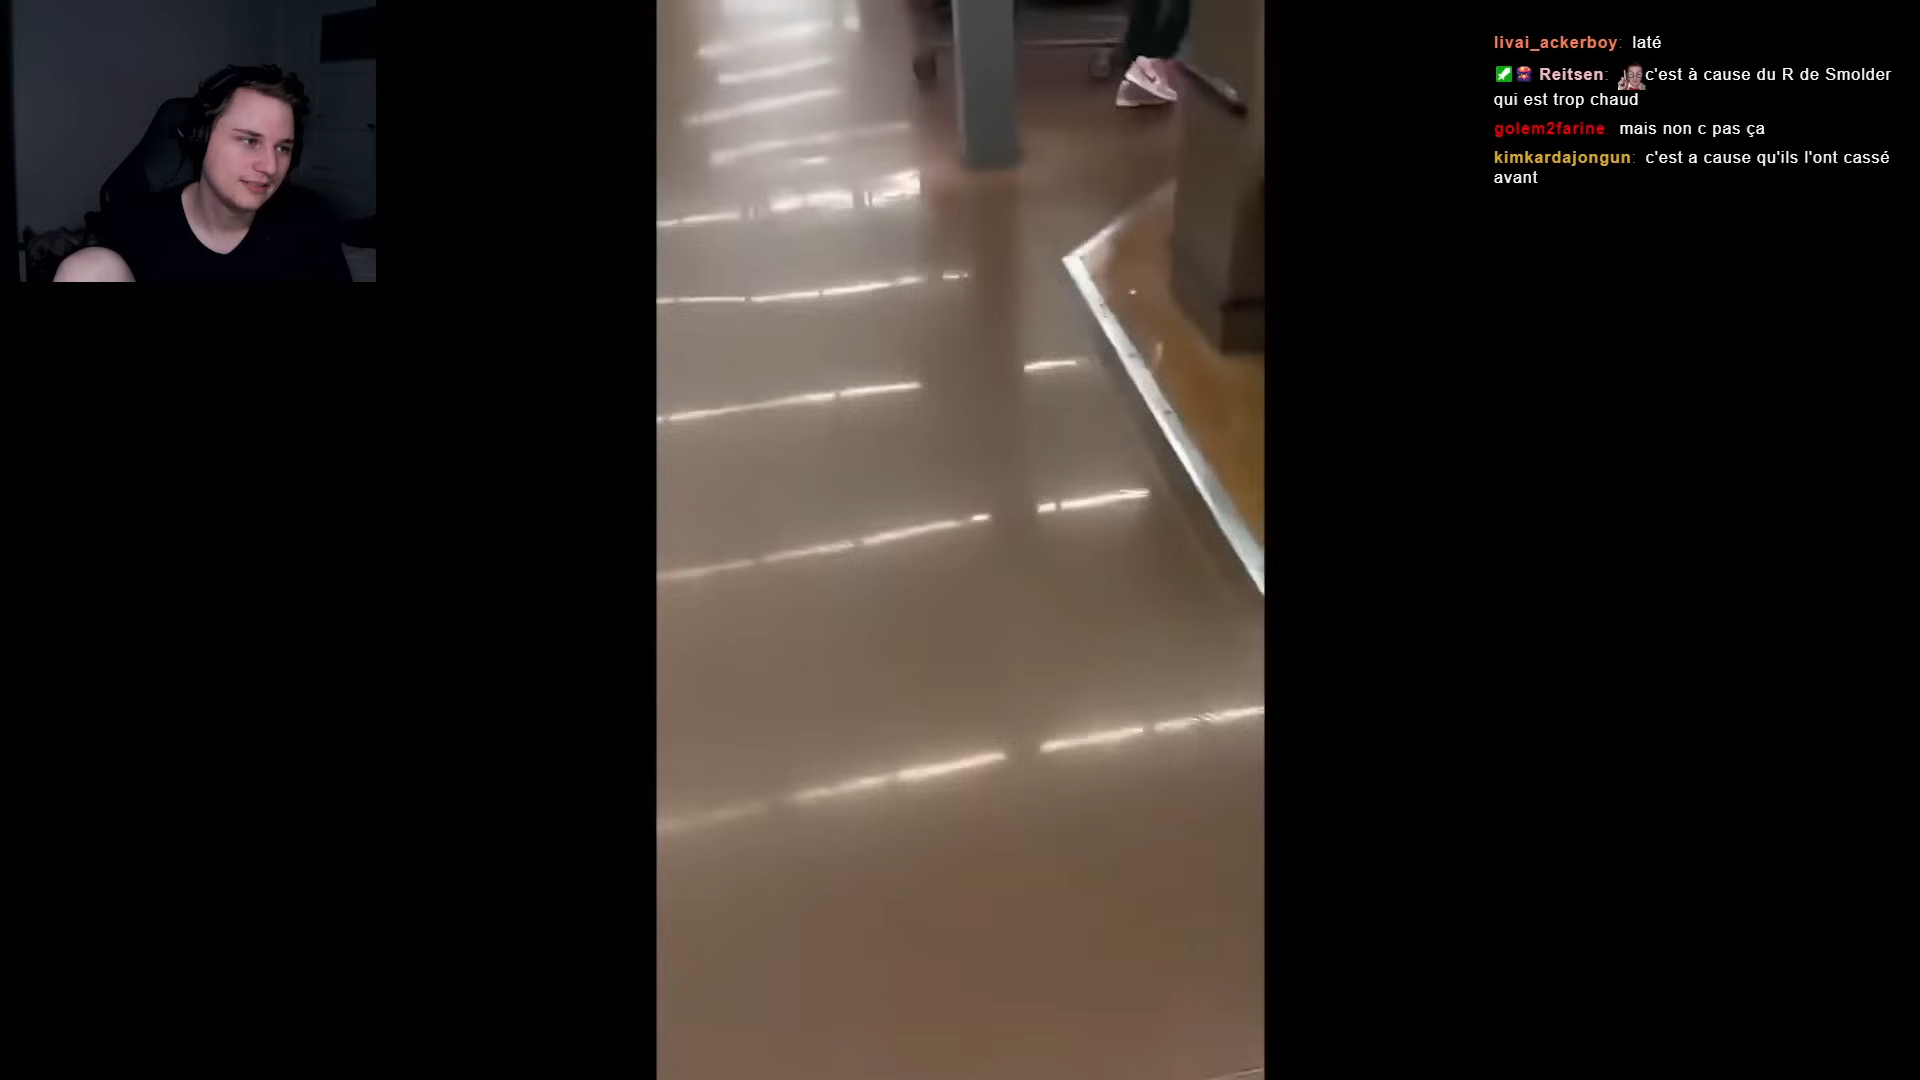 livai_ackerboy: laté
Reitsen: c'est à cause du R de Smolder
qui est trop chaud
golem2farine: mais non c pas ça
kimkardajongun: c'est a cause qu'ils l'ont cassé
avant